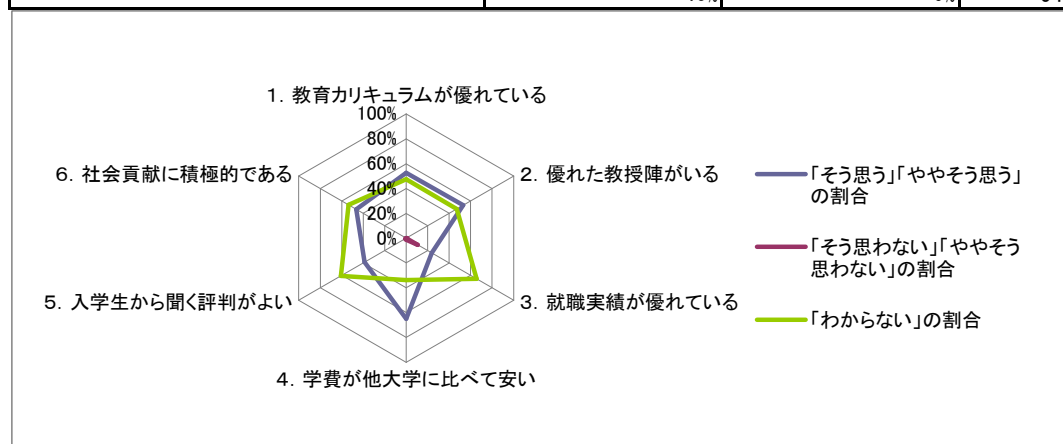 1. 教育カリキュラムが優れている
100%
80%
60%
40%
20%
0%
2. 優れた教授陣がいる
3. 就職実績が優れている
4. 学費が他大学に比べて安い
5. 入学生から聞く評判がよい
6. 社会貢献に積極的である
「そう思う」「ややそう思う」
の割合
「そう思わない」「ややそう
思わない」の割合
「わからない」の割合